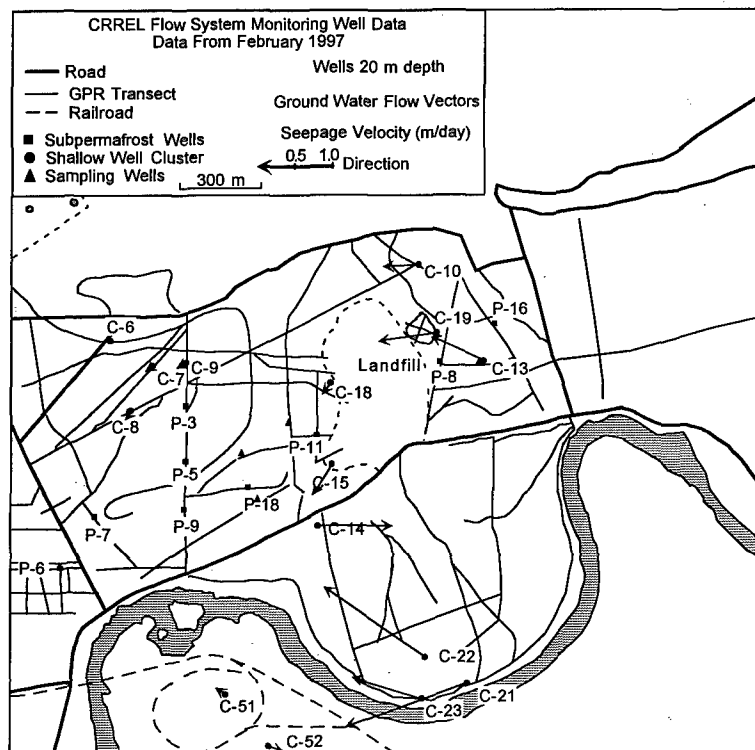 CRREL Flow System Monitoring Well Data
Data From February 1997
Road
Wells 20 m depth
GPR Transect
Ground Water Flow Vectors
Railroad
Seepage Velocity (m/day)
Subpermafrost Wells
0.5 1.0
Direction
Shallow Well Cluster
Sampling Wells
300 m
C-10
P-16
C-19
C-6
Landfill
C-9
C-13
P-8
C-7
C-18
P-3
C-8
P-11
P-5
C-15
P-18
P-9
P-7
C-14
P-6
C-22
C-21
C-51
C-23
C-52